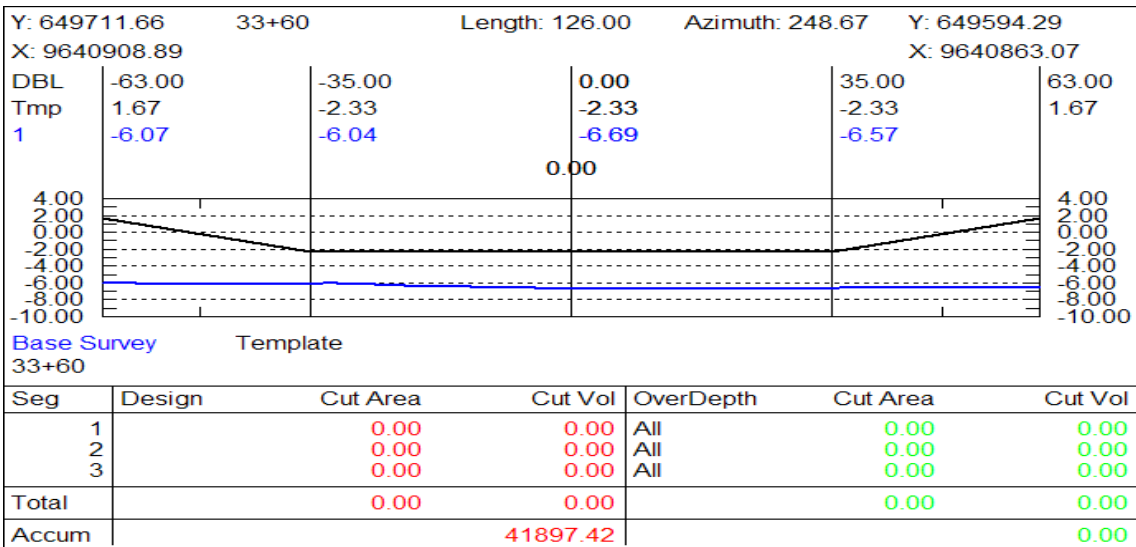 Y: 649711.66 33+60 Length: 126.00 Azimuth: 248.67 Y: 649594.29
X: 9640908.89 X: 9640863.07
DBL -63.00 -35.00 0.00 35.00 63.00
Tmp 1.67 -2.33 -2.33 -2.33 1.67
1 -6.07 -6.04 -6.69 -6.57
0.00
4.00 4.00
2.00 2.00
0.00 0.00
-2.00 -2.00
-4.00 -4.00
-6.00 -6.00
-8.00 -8.00
-10.00 -10.00
Base Survey Template
33+60
Seg Design Cut Area Cut Vol OverDepth Cut Area Cut Vol
1 0.00 0.00 All 0.00 0.00
2 0.00 0.00 All 0.00 0.00
3 0.00 0.00 All 0.00 0.00
Total 0.00 0.00 0.00 0.00
Accum 41897.42 0.00